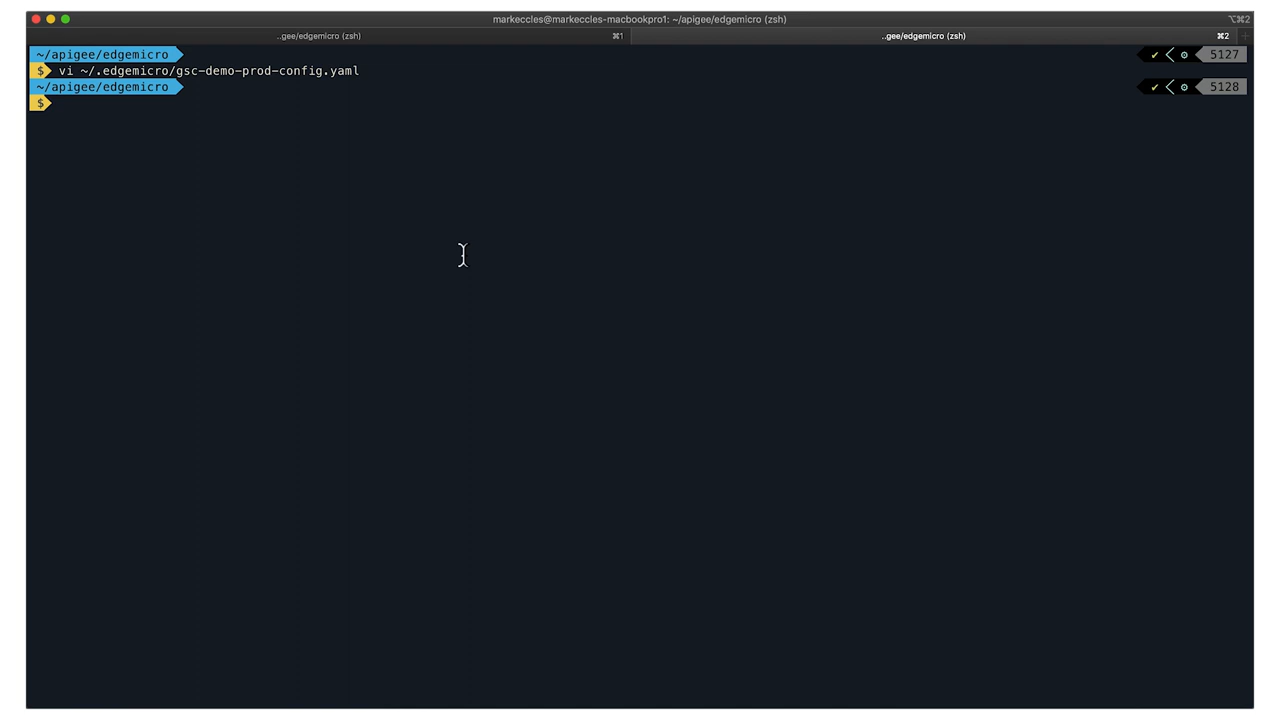 markeccles@markeccles-macbookpro1: ~/apigee/edgemicro (zsh) ⌥⌘2
..gee/edgemicro (zsh) ⌘1 ..gee/edgemicro (zsh) ⌘2 +
~/apigee/edgemicro ✔ ⚙ 5127
$ vi ~/.edgemicro/gsc-demo-prod-config.yaml
~/apigee/edgemicro ✔ ⚙ 5128
$